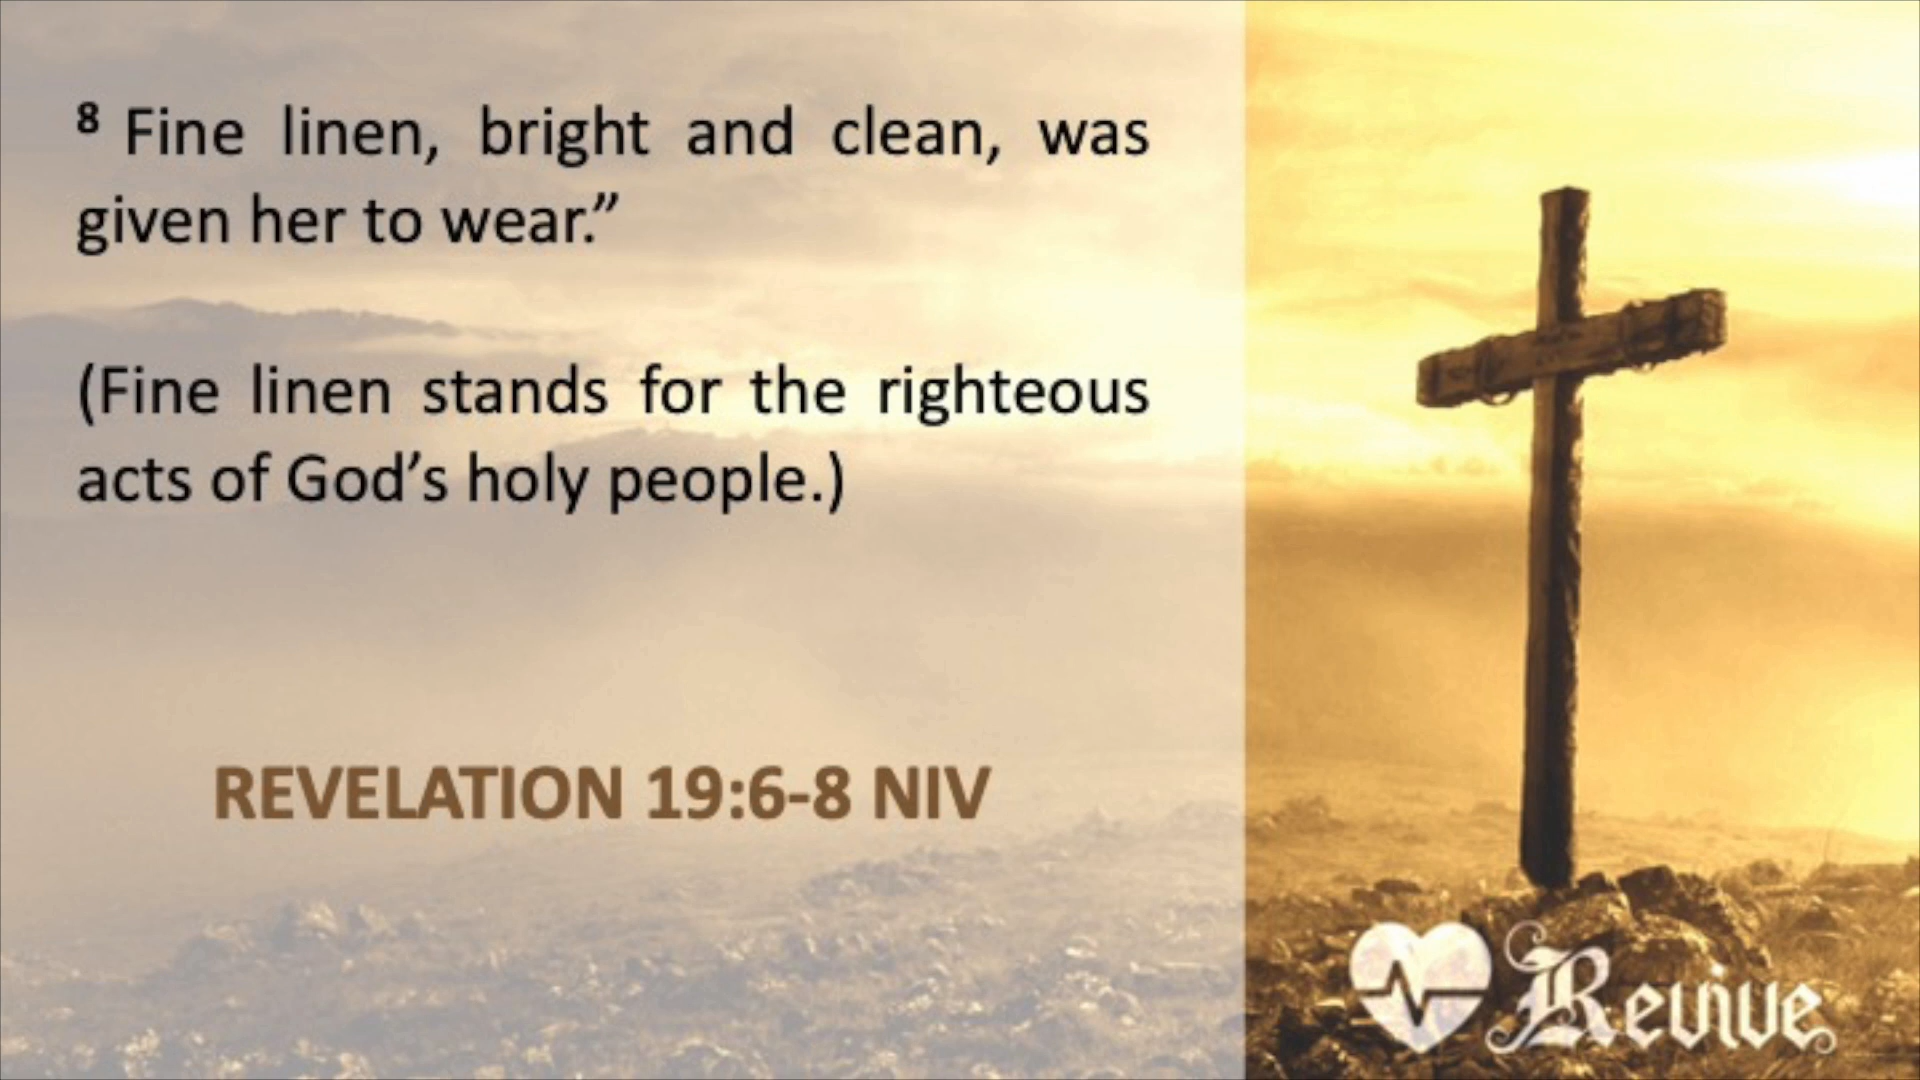 8 Fine linen, bright and clean, was
given her to wear.”
(Fine linen stands for the righteous
acts of God’s holy people.)
REVELATION 19:6-8 NIV
Revive